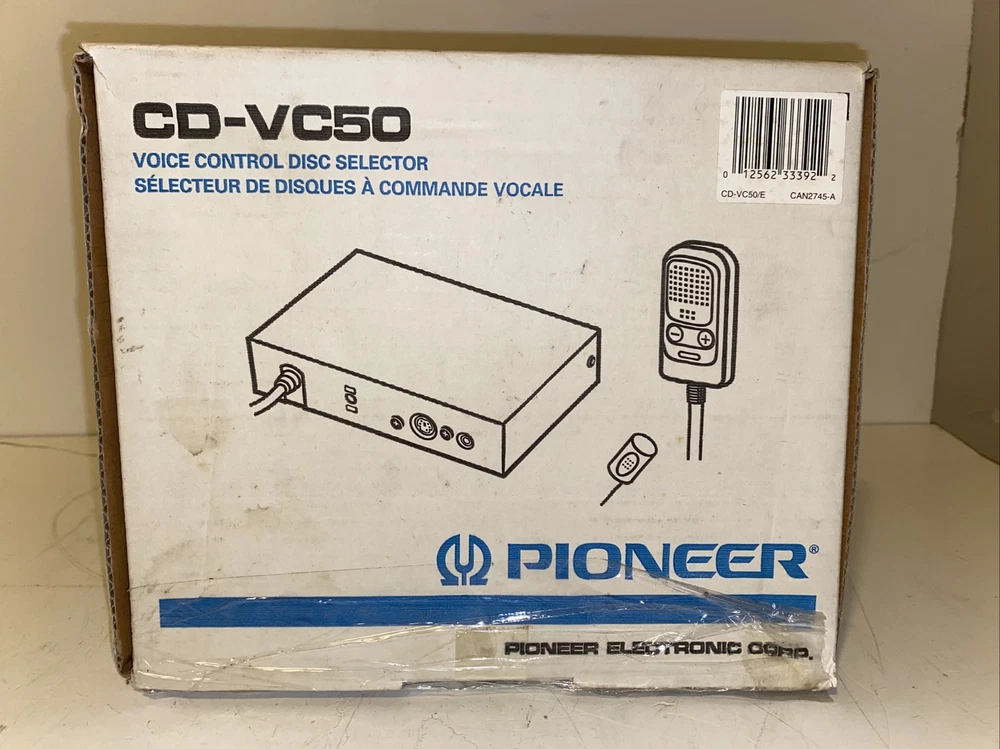 CD-VC50
VOICE CONTROL DISC SELECTOR
SÉLECTEUR DE DISQUES À COMMANDE VOCALE
0 12562 33392 2
CD-VC50/E CAN2745-A
− +
PIONEER®
PIONEER ELECTRONIC CORP.